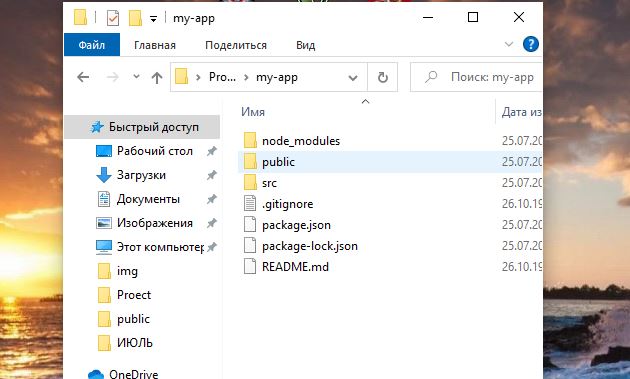 my-app
Файл Главная Поделиться Вид
Pro... my-app Поиск: my-app
Имя Дата из
Быстрый доступ
Рабочий стол
Загрузки
Документы
Изображения
Этот компьютер
img
Proect
public
ИЮЛЬ
OneDrive
node_modules 25.07.20
public 25.07.20
src 25.07.20
.gitignore 26.10.19
package.json 25.07.20
package-lock.json 25.07.20
README.md 26.10.19